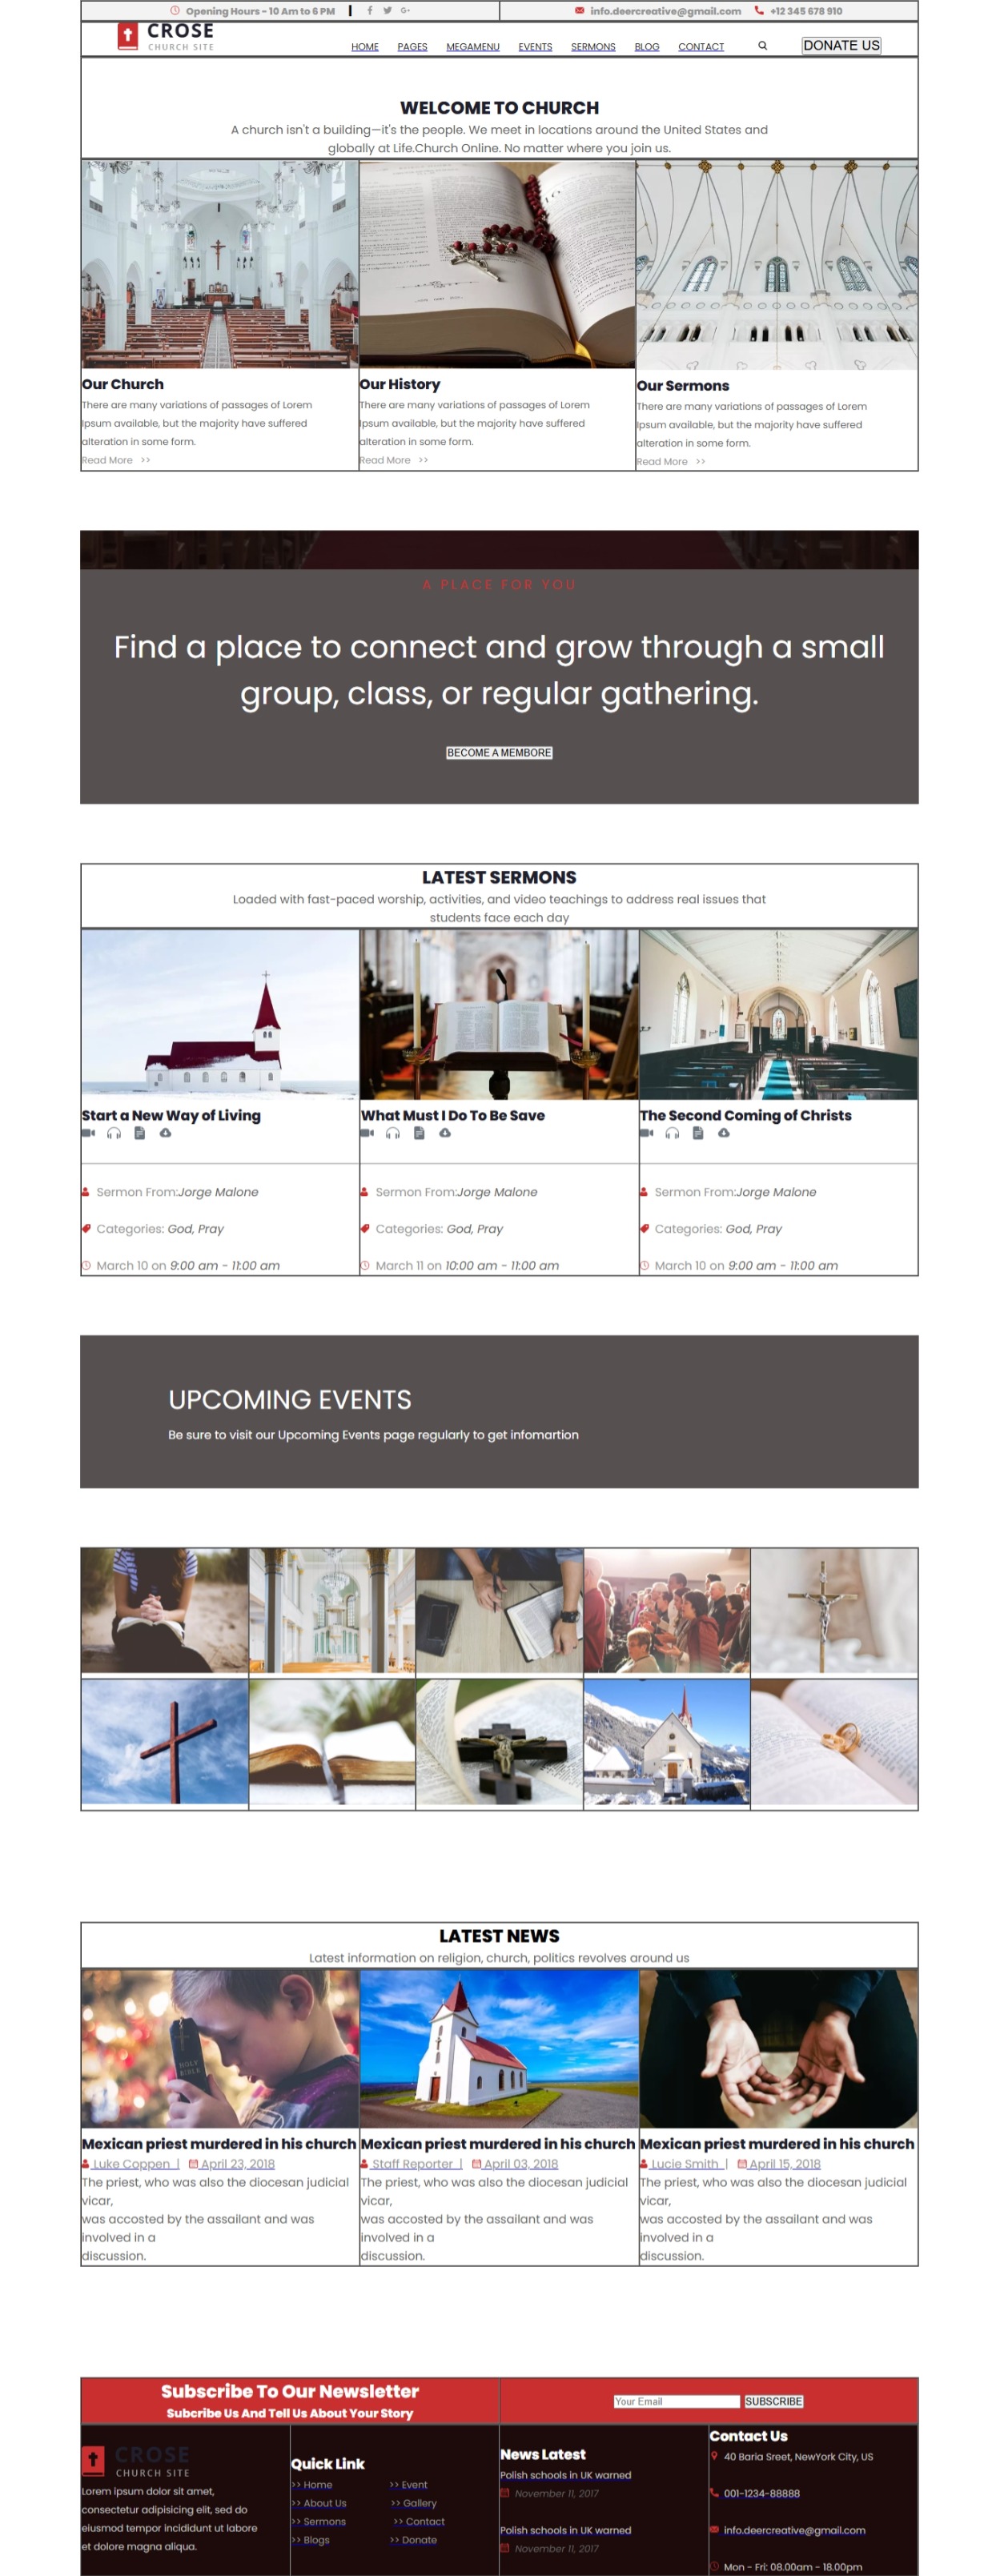 Opening Hours - 10 Am to 6 PM
info.deercreative@gmail.com +12 345 678 910
CROSE
CHURCH SITE
HOME PAGES MEGAMENU EVENTS SERMONS BLOG CONTACT DONATE US
WELCOME TO CHURCH
A church isn't a building—it's the people. We meet in locations around the United States and
globally at Life.Church Online. No matter where you join us.
Our Church
There are many variations of passages of Lorem
Ipsum available, but the majority have suffered
alteration in some form.
Read More >>
Our History
There are many variations of passages of Lorem
Ipsum available, but the majority have suffered
alteration in some form.
Read More >>
Our Sermons
There are many variations of passages of Lorem
Ipsum available, but the majority have suffered
alteration in some form.
Read More >>
A PLACE FOR YOU
Find a place to connect and grow through a small
group, class, or regular gathering.
BECOME A MEMBORE
LATEST SERMONS
Loaded with fast-paced worship, activities, and video teachings to address real issues that
students face each day
Start a New Way of Living
Sermon From:Jorge Malone
Categories: God, Pray
March 10 on 9:00 am - 11:00 am
What Must I Do To Be Save
Sermon From:Jorge Malone
Categories: God, Pray
March 11 on 10:00 am - 11:00 am
The Second Coming of Christs
Sermon From:Jorge Malone
Categories: God, Pray
March 10 on 9:00 am - 11:00 am
UPCOMING EVENTS
Be sure to visit our Upcoming Events page regularly to get infomartion
LATEST NEWS
Latest information on religion, church, politics revolves around us
HOLY
BIBLE
Mexican priest murdered in his church
Luke Coppen | April 23, 2018
The priest, who was also the diocesan judicial
vicar,
was accosted by the assailant and was
involved in a
discussion.
Mexican priest murdered in his church
Staff Reporter | April 03, 2018
The priest, who was also the diocesan judicial
vicar,
was accosted by the assailant and was
involved in a
discussion.
Mexican priest murdered in his church
Lucie Smith | April 15, 2018
The priest, who was also the diocesan judicial
vicar,
was accosted by the assailant and was
involved in a
discussion.
Subscribe To Our Newsletter
Subcribe Us And Tell Us About Your Story
Your Email SUBSCRIBE
CROSE
CHURCH SITE
Lorem ipsum dolor sit amet,
consectetur adipisicing elit, sed do
eiusmod tempor incididunt ut labore
et dolore magna aliqua.
Quick Link
>> Home >> Event
>> About Us >> Gallery
>> Sermons >> Contact
>> Blogs >> Donate
News Latest
Polish schools in UK warned
November 11, 2017
Polish schools in UK warned
November 11, 2017
Contact Us
40 Baria Sreet, NewYork City, US
001-1234-88888
info.deercreative@gmail.com
Mon - Fri: 08.00am - 18.00pm